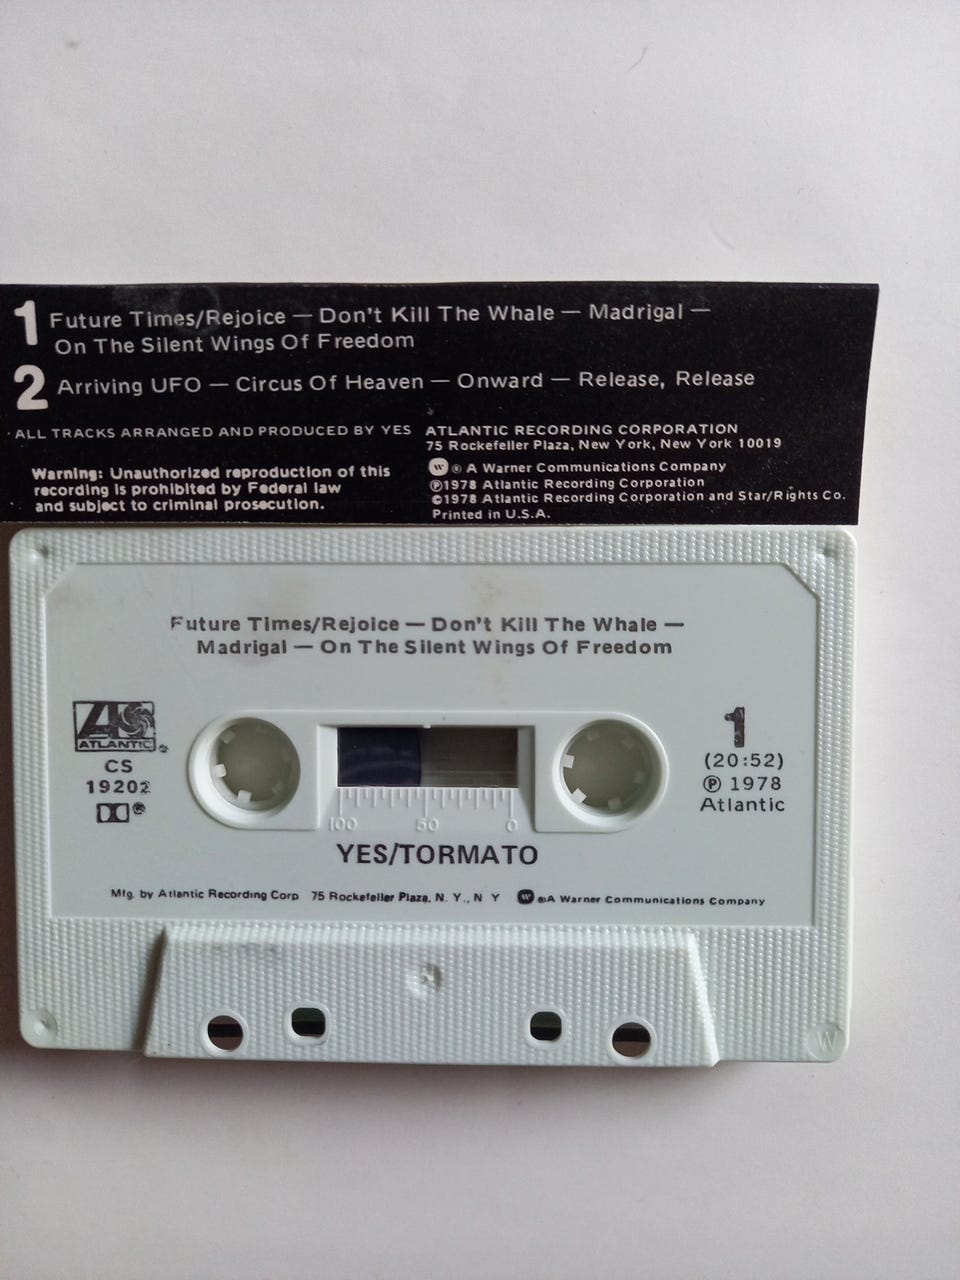 1 Future Times/Rejoice — Don't Kill The Whale — Madrigal —
On The Silent Wings Of Freedom
2 Arriving UFO — Circus Of Heaven — Onward — Release, Release
ALL TRACKS ARRANGED AND PRODUCED BY YES
Warning: Unauthorized reproduction of this
recording is prohibited by Federal law
and subject to criminal prosecution.
ATLANTIC RECORDING CORPORATION
75 Rockefeller Plaza, New York, New York 10019
W ® A Warner Communications Company
℗1978 Atlantic Recording Corporation
©1978 Atlantic Recording Corporation and Star/Rights Co.
Printed in U.S.A.
Future Times/Rejoice — Don't Kill The Whale —
Madrigal — On The Silent Wings Of Freedom
ATLANTIC
CS
19202
1
(20:52)
℗ 1978
Atlantic
100 50 0
YES/TORMATO
Mfg. by Atlantic Recording Corp 75 Rockefeller Plaza, N. Y., N Y W ®A Warner Communications Company
W